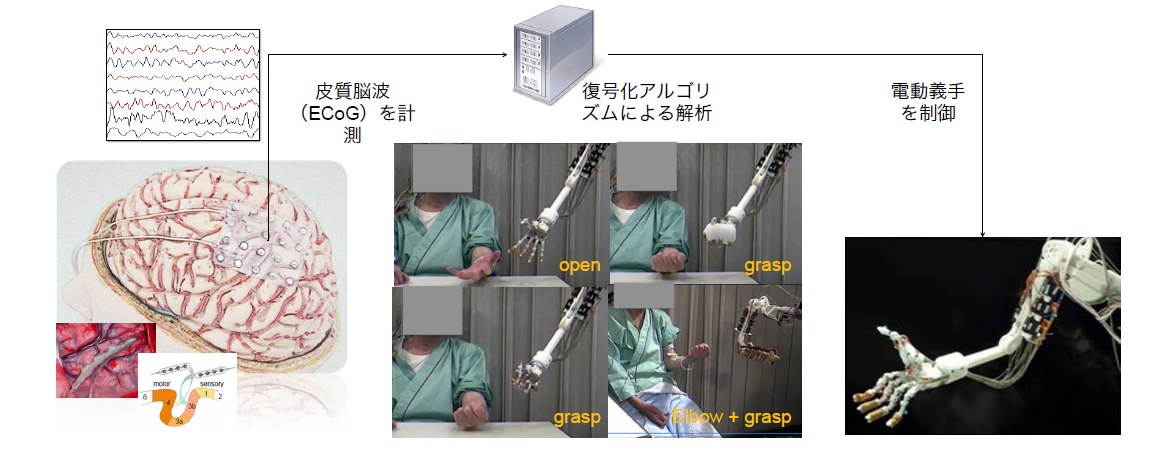 皮質脳波
（ECoG）を計
測
復号化アルゴリ
ズムによる解析
電動義手
を制御
open
grasp
grasp
Elbow + grasp
motor
sensory
6
4
3a
3b
1
2